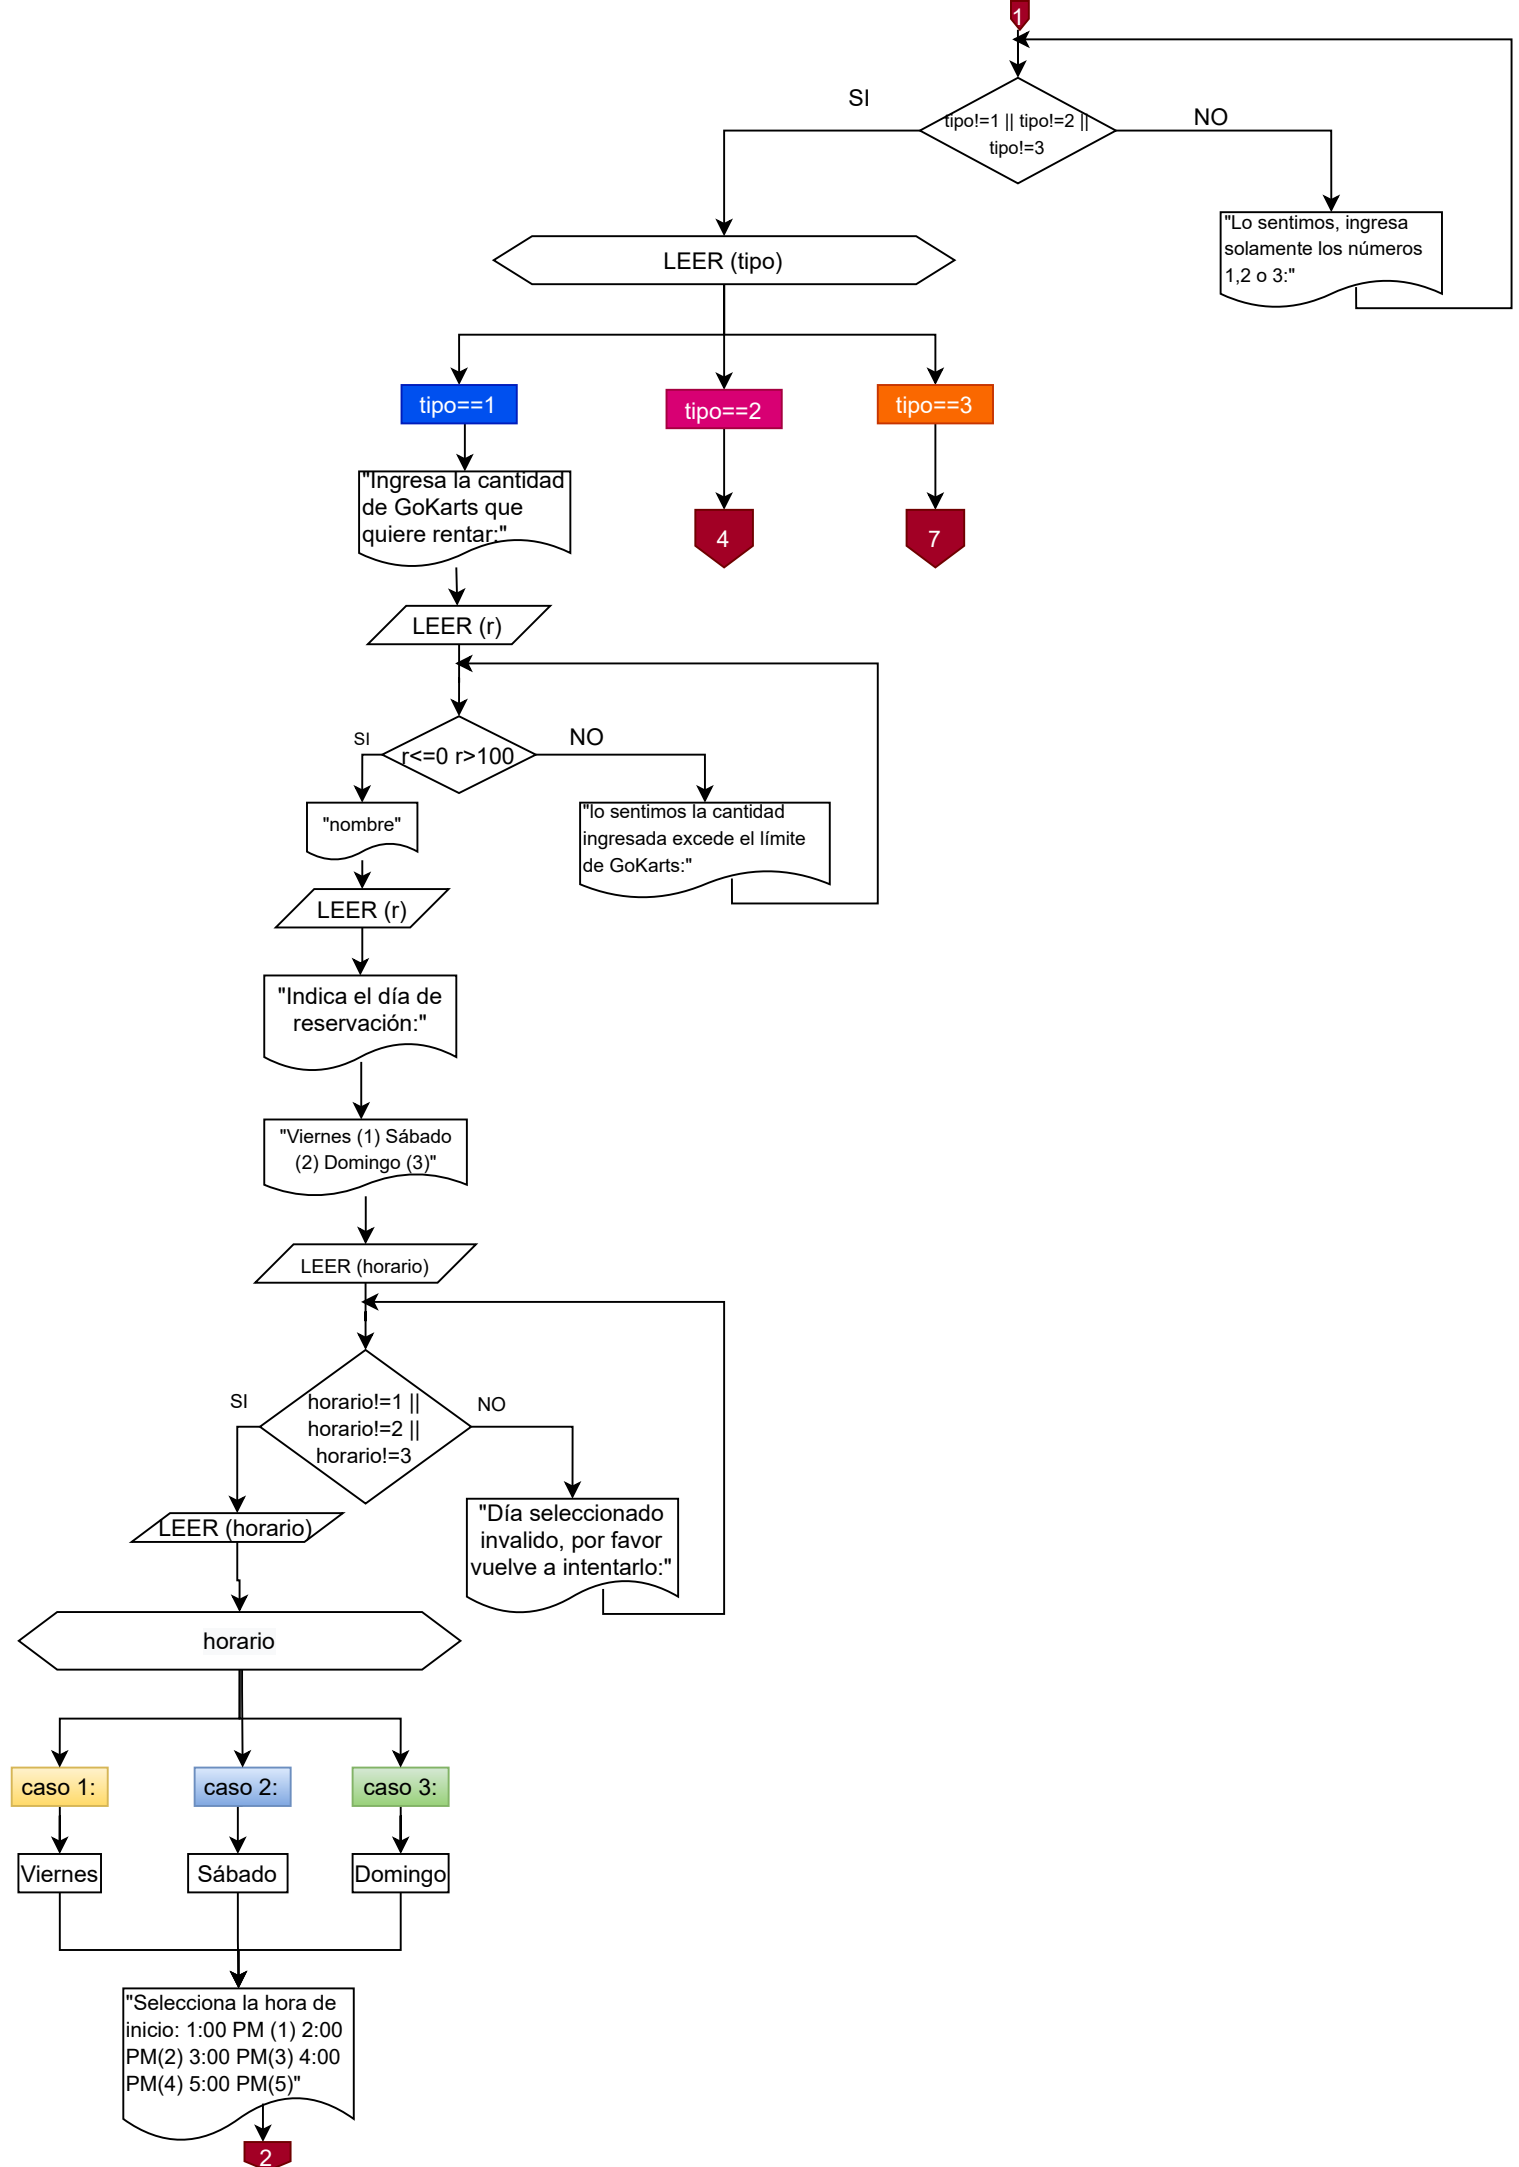 1
SI
tipo!=1 || tipo!=2 ||
tipo!=3
NO
"Lo sentimos, ingresa
solamente los números
1,2 o 3:"
LEER (tipo)
tipo==1
tipo==2
tipo==3
"Ingresa la cantidad
de GoKarts que
quiere rentar:"
4
7
LEER (r)
SI
r<=0 r>100
NO
"nombre"
"lo sentimos la cantidad
ingresada excede el límite
de GoKarts:"
LEER (r)
"Indica el día de
reservación:"
"Viernes (1) Sábado
(2) Domingo (3)"
LEER (horario)
SI
horario!=1 ||
horario!=2 ||
horario!=3
NO
LEER (horario)
"Día seleccionado
invalido, por favor
vuelve a intentarlo:"
horario
caso 1:
caso 2:
caso 3:
Viernes
Sábado
Domingo
"Selecciona la hora de
inicio: 1:00 PM (1) 2:00
PM(2) 3:00 PM(3) 4:00
PM(4) 5:00 PM(5)"
2